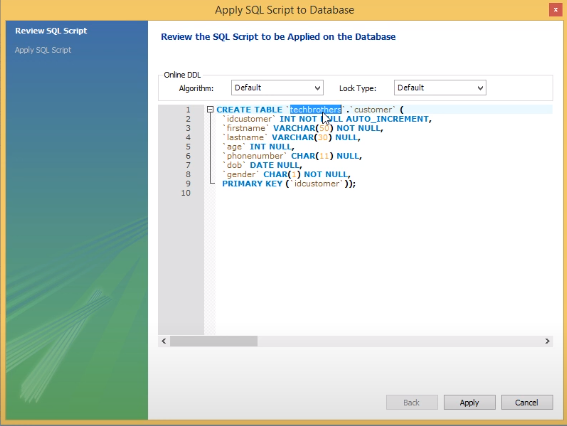 Apply SQL Script to Database
x
Review SQL Script
Apply SQL Script
Review the SQL Script to be Applied on the Database
Online DDL
Algorithm: Default Lock Type: Default
1 CREATE TABLE `techbrothers`.`customer` (
2 `idcustomer` INT NOT NULL AUTO_INCREMENT,
3 `firstname` VARCHAR(50) NOT NULL,
4 `lastname` VARCHAR(30) NULL,
5 `age` INT NULL,
6 `phonenumber` CHAR(11) NULL,
7 `dob` DATE NULL,
8 `gender` CHAR(1) NOT NULL,
9 PRIMARY KEY (`idcustomer`));
10
Back Apply Cancel